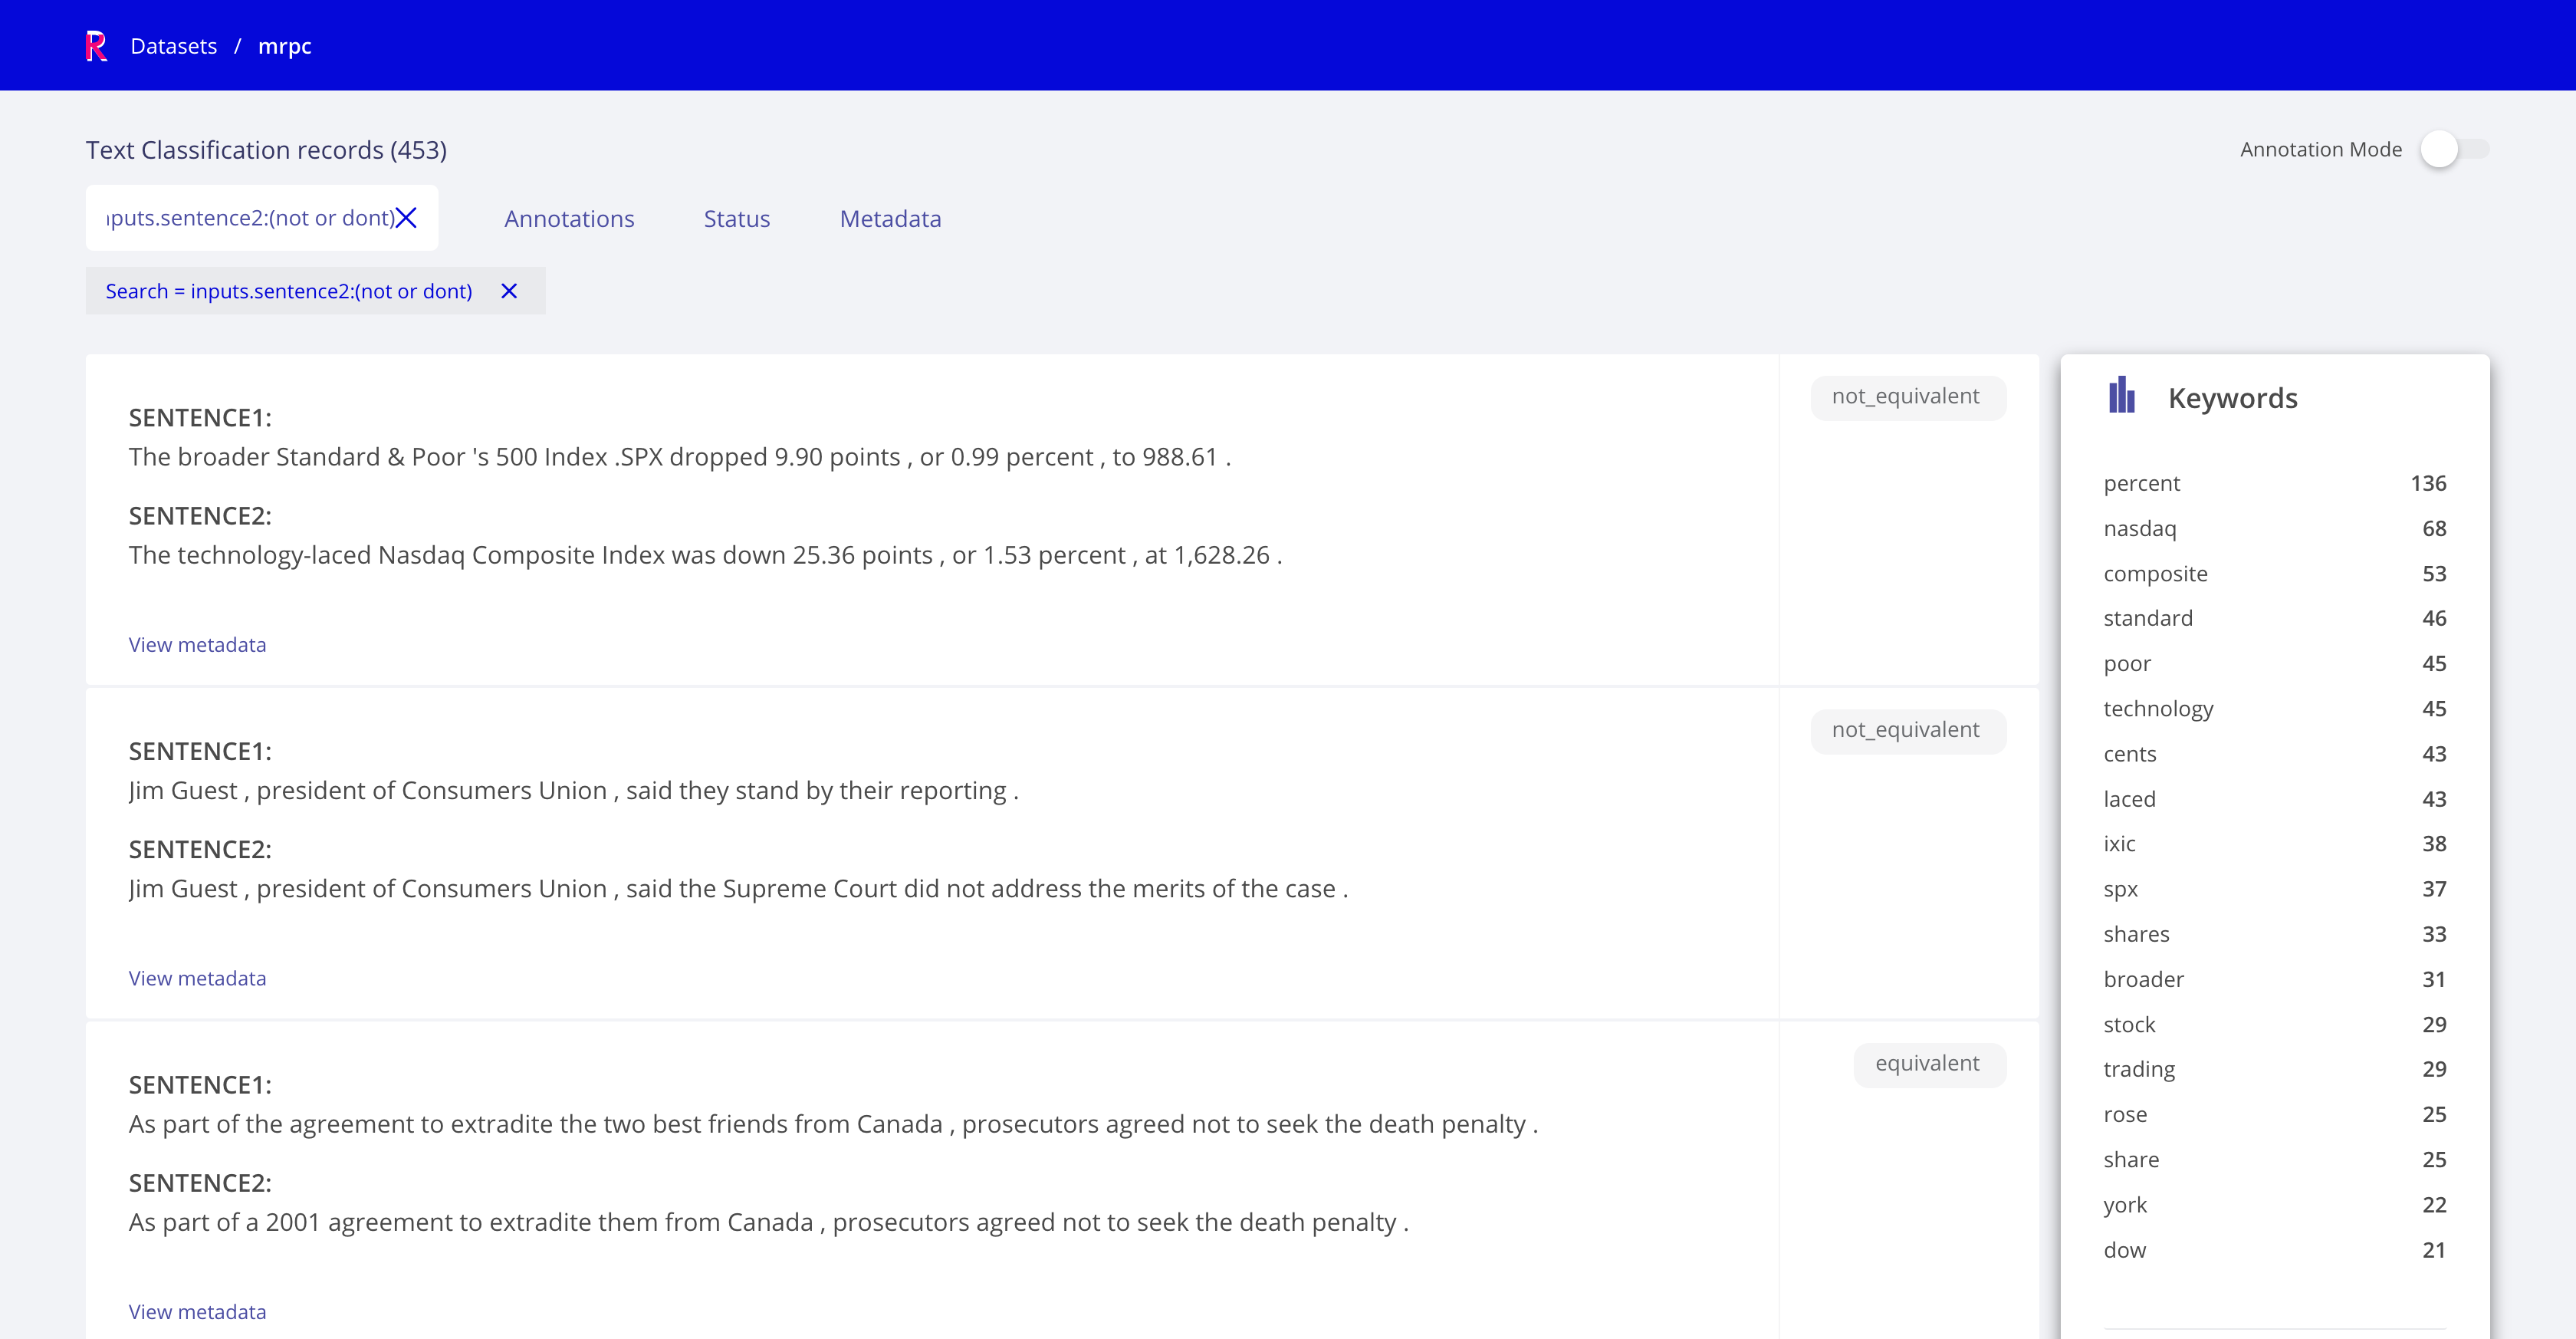 R Datasets / mrpc
Text Classification records (453)
Annotation Mode
nputs.sentence2:(not or dont)
Annotations Status Metadata
Search = inputs.sentence2:(not or dont)
SENTENCE1:
The broader Standard & Poor 's 500 Index .SPX dropped 9.90 points , or 0.99 percent , to 988.61 .
SENTENCE2:
The technology-laced Nasdaq Composite Index was down 25.36 points , or 1.53 percent , at 1,628.26 .
View metadata
not_equivalent
SENTENCE1:
Jim Guest , president of Consumers Union , said they stand by their reporting .
SENTENCE2:
Jim Guest , president of Consumers Union , said the Supreme Court did not address the merits of the case .
View metadata
not_equivalent
SENTENCE1:
As part of the agreement to extradite the two best friends from Canada , prosecutors agreed not to seek the death penalty .
SENTENCE2:
As part of a 2001 agreement to extradite them from Canada , prosecutors agreed not to seek the death penalty .
View metadata
equivalent
Keywords
percent 136
nasdaq 68
composite 53
standard 46
poor 45
technology 45
cents 43
laced 43
ixic 38
spx 37
shares 33
broader 31
stock 29
trading 29
rose 25
share 25
york 22
dow 21